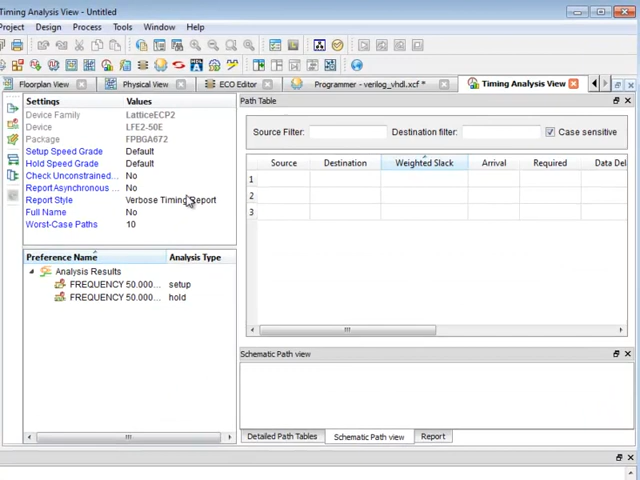 Timing Analysis View - Untitled
Project Design Process Tools Window Help
Floorplan View Physical View ECO Editor Programmer - verilog_vhdl.xcf * Timing Analysis View
Settings Values
Device Family LatticeECP2
Device LFE2-50E
Package FPBGA672
Setup Speed Grade Default
Hold Speed Grade Default
Check Unconstrained... No
Report Asynchronous ... No
Report Style Verbose Timing Report
Full Name No
Worst-Case Paths 10
Preference Name Analysis Type
Analysis Results
FREQUENCY 50.000... setup
FREQUENCY 50.000... hold
Path Table
Source Filter: Destination filter: Case sensitive
Source Destination Weighted Slack Arrival Required Data Del
1
2
3
Schematic Path view
Detailed Path Tables Schematic Path view Report